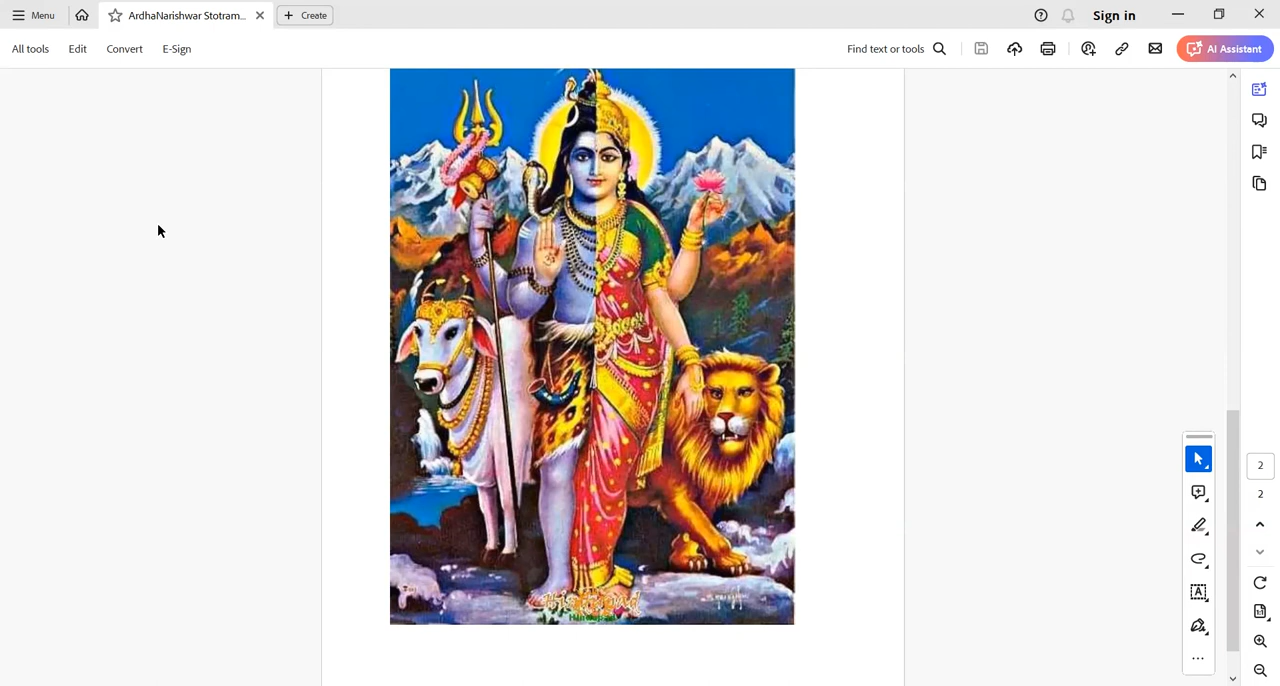 Menu
ArdhaNarishwar Stotram...
Create
Sign in
All tools
Edit
Convert
E-Sign
Find text or tools
AI Assistant
2
2
Hindupad